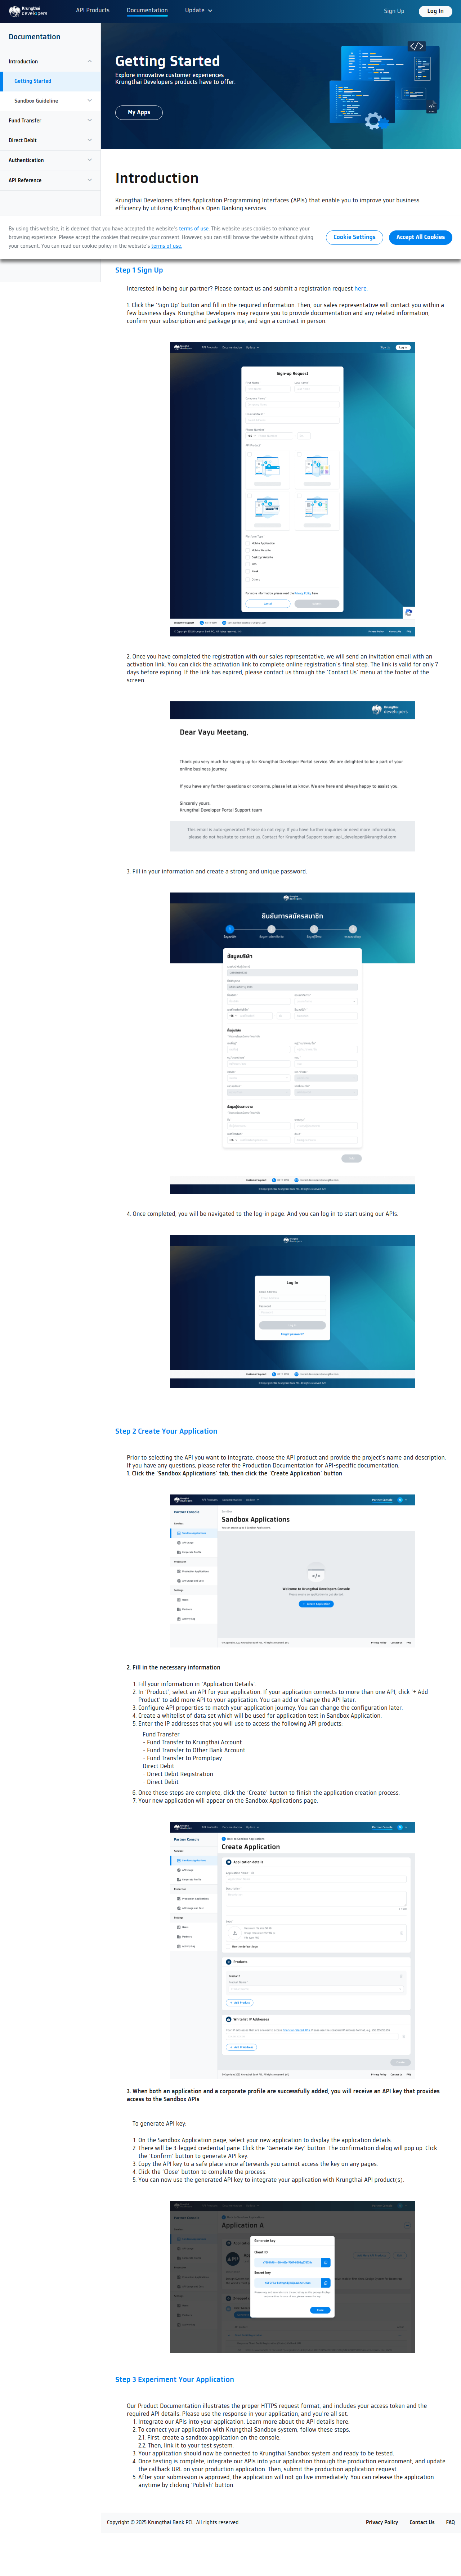 Krungthai developers
API Products
Documentation
Update
Sign Up
Log In
Documentation
Introduction
Getting Started
Sandbox Guideline
Fund Transfer
Direct Debit
Authentication
API Reference
Getting Started
Explore innovative customer experiences
Krungthai Developers products have to offer.
My Apps
Introduction
Krungthai Developers offers Application Programming Interfaces (APIs) that enable you to improve your business
efficiency by utilizing Krungthai's Open Banking services.
By using this website, it is deemed that you have accepted the website's terms of use. This website uses cookies to enhance your
browsing experience. Please accept the cookies that may require your consent. However, you can still browse the website without giving
your consent. You can visit our cookie policy in the website's terms of use.
Cookie Settings
Accept All Cookies
Step 1 Sign Up
Interested in being our partner? Please contact us and submit a registration request here.
1. Click the 'Sign Up' button and fill in the required information. Then, our sales representative will contact you within a
few business days. Krungthai Developers may require you to provide documentation and any related information,
confirm your subscription and package price, and sign a contract in person.
Sign-up Request
2. Once you have completed the registration with our sales representative, we will send an invitation email with an
activation link. You can click the activation link to complete online registration's final step. The link is valid for only 7
days before expiring. If the link has expired, please contact us through the 'Contact Us' menu at the footer of the
screen.
Krungthai developers
Dear Vayu Meetang,
Thank you very much for signing up for Krungthai Developer Portal service. We are delighted to be a part of your
online business journey.
If you have any further questions or concerns, please let us know. We are here and always happy to assist you.
Sincerely yours,
Krungthai Developer Portal Support team
This email is auto-generated. Please do not reply. If you have further inquiries or need more information,
please do not hesitate to contact us. Contact for Krungthai Support team: api_developer@krungthai.com
3. Fill in your information and create a strong and unique password.
ยืนยันการสมัครสมาชิก
ข้อมูลบริษัท
4. Once completed, you will be navigated to the log-in page. And you can log in to start using our APIs.
Log in
Step 2 Create Your Application
Prior to selecting the API you want to integrate, choose the API product and provide the project's name and description.
If you have any questions, please refer the Production Documentation for API-specific documentation.
1. Click the 'Sandbox Applications' tab, then click the 'Create Application' button
Partner Console
Sandbox Applications
Welcome to Krungthai Developers Console
Create Application
2. Fill in the necessary information
1. Fill your information in 'Application Details'.
2. In 'Product', select an API for your application. If your application connects to more than one API, click '+ Add
Product' to add more API to your application. You can add or change the API later.
3. Configure API properties to match your application journey. You can change the configuration later.
4. Create a whitelist of data set which will be used for application test in Sandbox Application.
5. Enter the IP addresses that you will use to access the following API products:
Fund Transfer
- Fund Transfer to Krungthai Account
- Fund Transfer to Other Bank Account
- Fund Transfer to Promptpay
Direct Debit
- Direct Debit Registration
- Direct Debit
6. Once these steps are complete, click the 'Create' button to finish the application creation process.
7. Your new application will appear on the Sandbox Applications page.
Partner Console
Create Application
Application details
Products
Whitelist IP Addresses
3. When both an application and a corporate profile are successfully added, you will receive an API key that provides
access to the Sandbox APIs
To generate API key:
1. On the Sandbox Application page, select your new application to display the application details.
2. There will be 3-legged credential pane. Click the 'Generate Key' button. The confirmation dialog will pop up. Click
the 'Confirm' button to generate API key.
3. Copy the API key to a safe place since afterwards you cannot access the key on any pages.
4. Click the 'Close' button to complete the process.
5. You can now use the generated API key to integrate your application with Krungthai API product(s).
Application A
Generate key
Client ID
Secret key
Step 3 Experiment Your Application
Our Product Documentation illustrates the proper HTTPS request format, and includes your access token and the
required API details. Please use the response in your application, and you're all set.
1. Integrate our APIs into your application. Learn more about the API details here.
2. To connect your application with Krungthai Sandbox system, follow these steps.
2.1. First, create a sandbox application on the console.
2.2. Then, link it to your test system.
3. Your application should now be connected to Krungthai Sandbox system and ready to be tested.
4. Once testing is complete, integrate our APIs into your application through the production environment, and update
the callback URL on your production application. Then, submit the production application request.
5. After your submission is approved, the application will not go live immediately. You can release the application
anytime by clicking 'Publish' button.
Copyright © 2025 Krungthai Bank PCL. All rights reserved.
Privacy Policy
Contact Us
FAQ